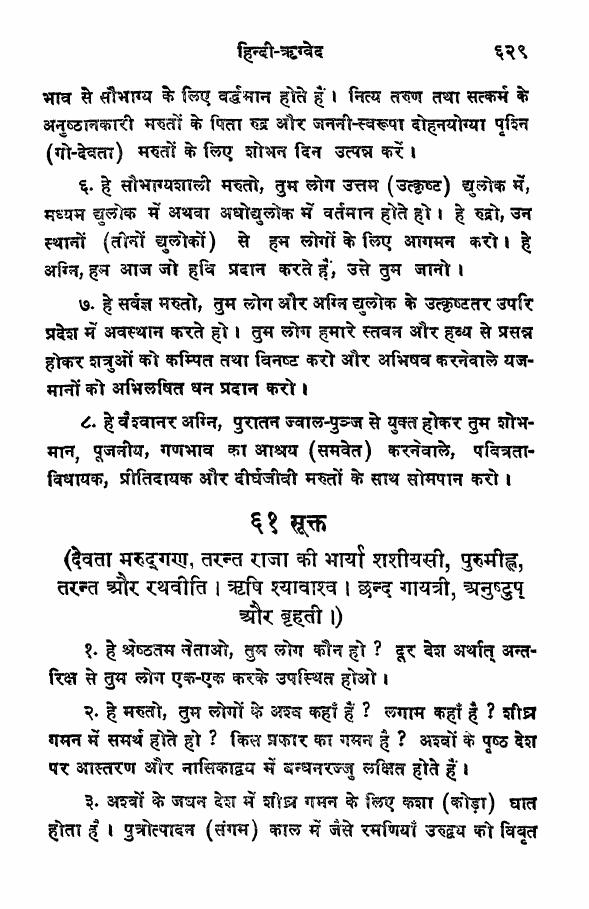 हिन्दी-ऋग्वेद ६२९
भाव से सौभाग्य के लिए वर्द्धमान होते हैं। नित्य तरुण तथा सत्कर्म के
अनुष्ठानकारी मरुतों के पिता रुद्र और जननी-स्वरूपा दोहनयोग्या पृश्नि
(गो-देवता) मरुतों के लिए शोभन दिन उत्पन्न करें।
६. हे सौभाग्यशाली मरुतो, तुम लोग उत्तम (उत्कृष्ट) द्युलोक में,
मध्यम द्युलोक में अथवा अधोद्युलोक में वर्तमान होते हो। हे रुद्रो, उन
स्थानों (तीनों द्युलोकों) से हम लोगों के लिए आगमन करो। हे
अग्नि, हम आज जो हवि प्रदान करते हैं, उसे तुम जानो।
७. हे सर्वज्ञ मरुतो, तुम लोग और अग्नि द्युलोक के उत्कृष्टतर उपरि
प्रदेश में अवस्थान करते हो। तुम लोग हमारे स्तवन और हव्य से प्रसन्न
होकर शत्रुओं को कम्पित तथा विनष्ट करो और अभिषव करनेवाले यज-
मानों को अभिलषित धन प्रदान करो।
८. हे वैश्वानर अग्नि, पुरातन ज्वाल-पुञ्ज से युक्त होकर तुम शोभ-
मान, पूजनीय, गणभाव का आश्रय (समवेत) करनेवाले, पवित्रता-
विधायक, प्रीतिदायक और दीर्घजीवी मरुतों के साथ सोमपान करो।
६१ सूक्त
(देवता मरुद्गण, तरन्त राजा की भार्या शशीयसी, पुरुमीह्ल,
तरन्त और रथवीति। ऋषि श्यावाश्व। छन्द गायत्री, अनुष्टुप्
और बृहती।)
१. हे श्रेष्ठतम नेताओ, तुम लोग कौन हो? दूर देश अर्थात् अन्त-
रिक्ष से तुम लोग एक-एक करके उपस्थित होओ।
२. हे मरुतो, तुम लोगों के अश्व कहाँ हैं? लगाम कहाँ है? शीघ्र
गमन में समर्थ होते हो? किस प्रकार का गमन है? अश्वों के पृष्ठ देश
पर आस्तरण और नासिकाद्वय में बन्धनरज्जु लक्षित होते हैं।
३. अश्वों के जघन देश में शीघ्र गमन के लिए कशा (कोड़ा) घात
होता है। पुत्रोत्पादन (संगम) काल में जैसे रमणियाँ उरुद्वय को विवृत